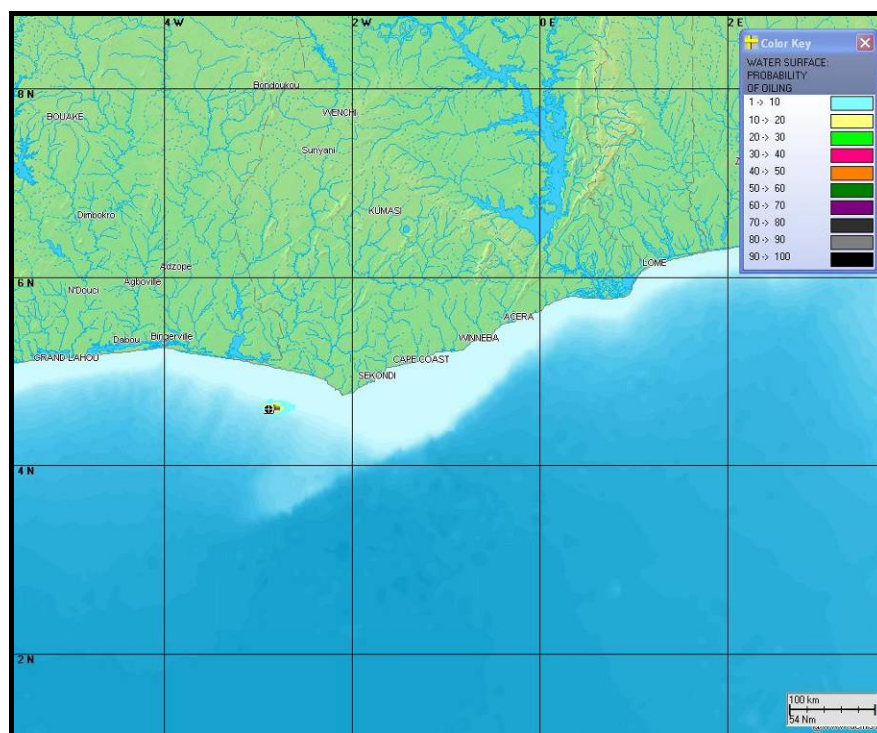 4 W
2 W
0 E
2 E
Color Key
WATER SURFACE:
PROBABILITY
OF OILING
1 -> 10
10 -> 20
20 -> 30
30 -> 40
40 -> 50
50 -> 60
60 -> 70
70 -> 80
80 -> 90
90 -> 100
8 N
Bondoukou
BOUAKE
WENCHI
Sunyani
Dimbokro
KUMASI
Adzope
LOME
6 N
Agboville
N'Douci
ACERA
Dabou
Bingerville
WINNEBA
GRAND LAHOU
CAPE COAST
SEKONDI
4 N
2 N
100 km
54 Nm